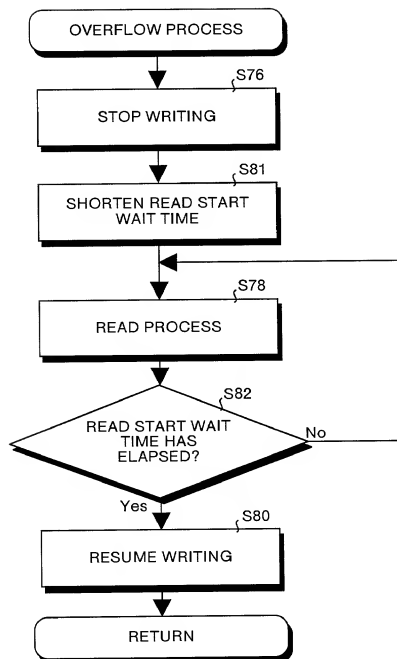 OVERFLOW PROCESS
S76
STOP WRITING
S81
SHORTEN READ START
WAIT TIME
S78
READ PROCESS
S82
READ START WAIT
TIME HAS
ELAPSED?
No
Yes
S80
RESUME WRITING
RETURN